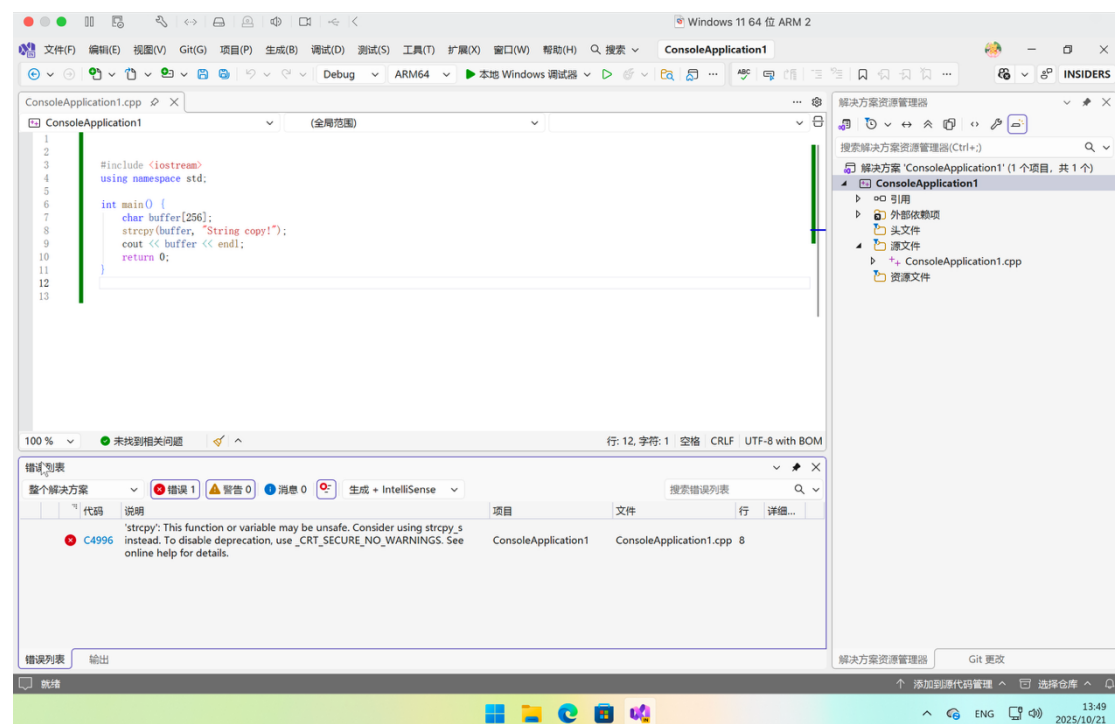 Windows 11 64 位 ARM 2
文件(F) 编辑(E) 视图(V) Git(G) 项目(P) 生成(B) 调试(D) 测试(S) 工具(T) 扩展(X) 窗口(W) 帮助(H) 搜索 ConsoleApplication1
Debug ARM64 本地 Windows 调试器 ABC INSIDERS
ConsoleApplication1.cpp
ConsoleApplication1 (全局范围)
1
2
3 #include <iostream>
4 using namespace std;
5
6 int main() {
7 char buffer[256];
8 strcpy(buffer, "String copy!");
9 cout << buffer << endl;
10 return 0;
11 }
12
13
100 % 未找到相关问题 行: 12, 字符: 1 空格 CRLF UTF-8 with BOM
错误列表
整个解决方案 错误 1 警告 0 消息 0 生成 + IntelliSense 搜索错误列表
代码 说明 项目 文件 行 详细...
C4996 'strcpy': This function or variable may be unsafe. Consider using strcpy_s
instead. To disable deprecation, use _CRT_SECURE_NO_WARNINGS. See
online help for details.
ConsoleApplication1 ConsoleApplication1.cpp 8
错误列表 输出
解决方案资源管理器
搜索解决方案资源管理器(Ctrl+;)
解决方案 'ConsoleApplication1' (1 个项目, 共 1 个)
ConsoleApplication1
引用
外部依赖项
头文件
源文件
ConsoleApplication1.cpp
资源文件
解决方案资源管理器 Git 更改
就绪 添加到源代码管理 选择仓库
ENG 13:49
2025/10/21